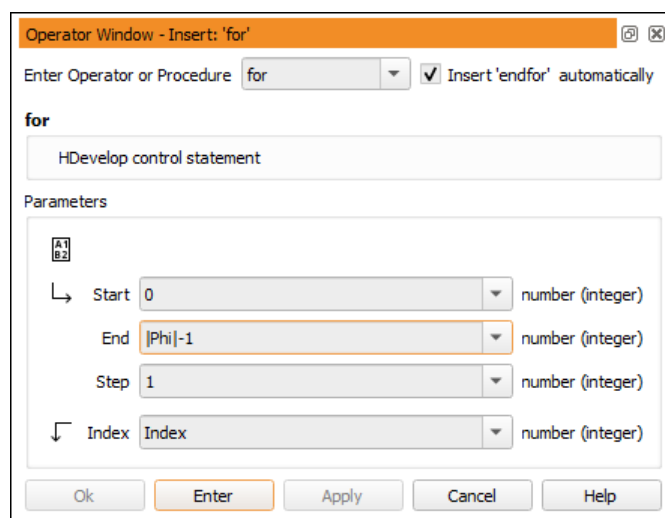 Operator Window - Insert: 'for'
Enter Operator or Procedure for Insert 'endfor' automatically
for
HDevelop control statement
Parameters
A1
B2
Start 0 number (integer)
End |Phi|-1 number (integer)
Step 1 number (integer)
Index Index number (integer)
Ok Enter Apply Cancel Help